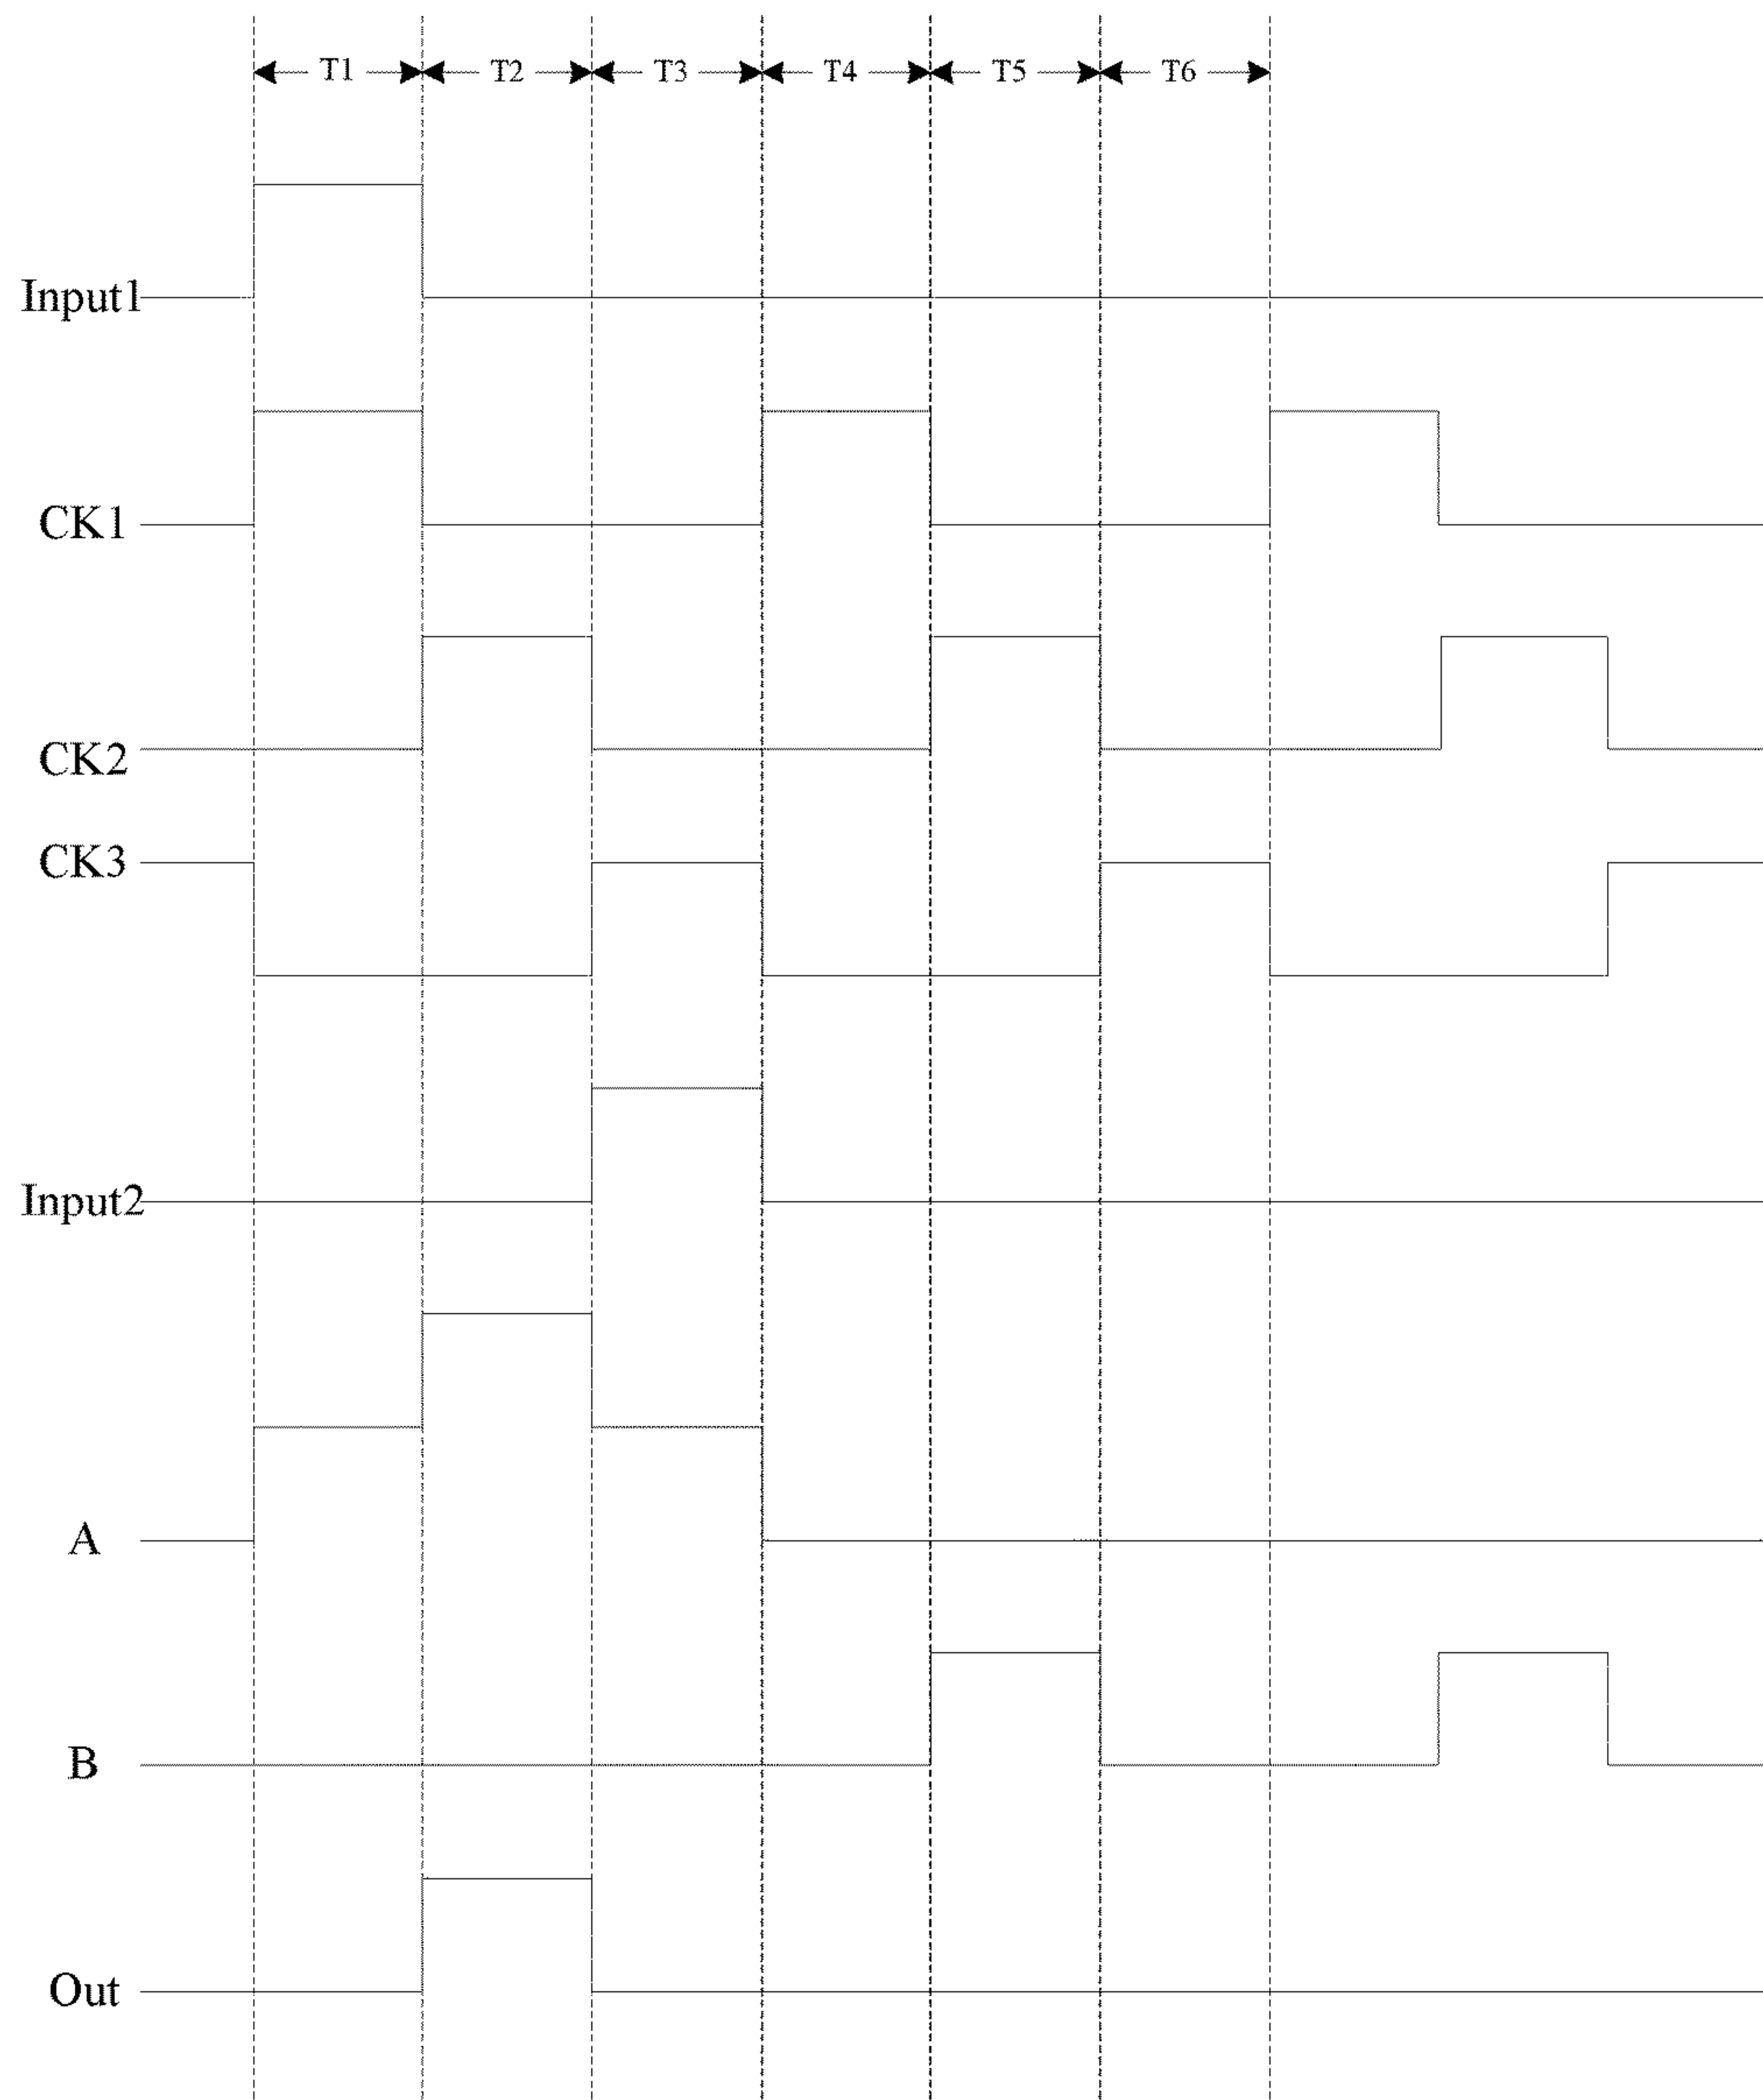 T1 T2 T3 T4 T5 T6
Input1
CK1
CK2
CK3
Input2
A
B
Out